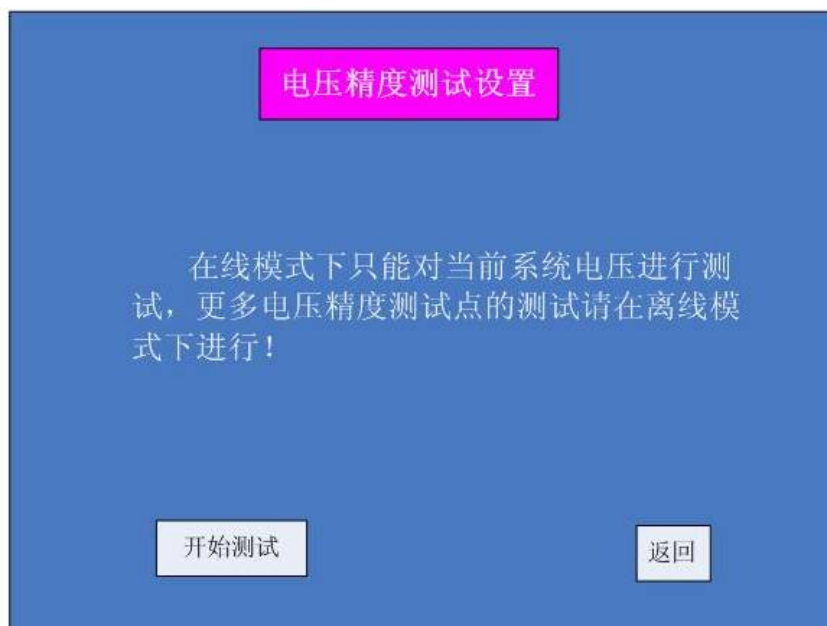 电压精度测试设置
在线模式下只能对当前系统电压进行测
试，更多电压精度测试点的测试请在离线模
式下进行！
开始测试
返回